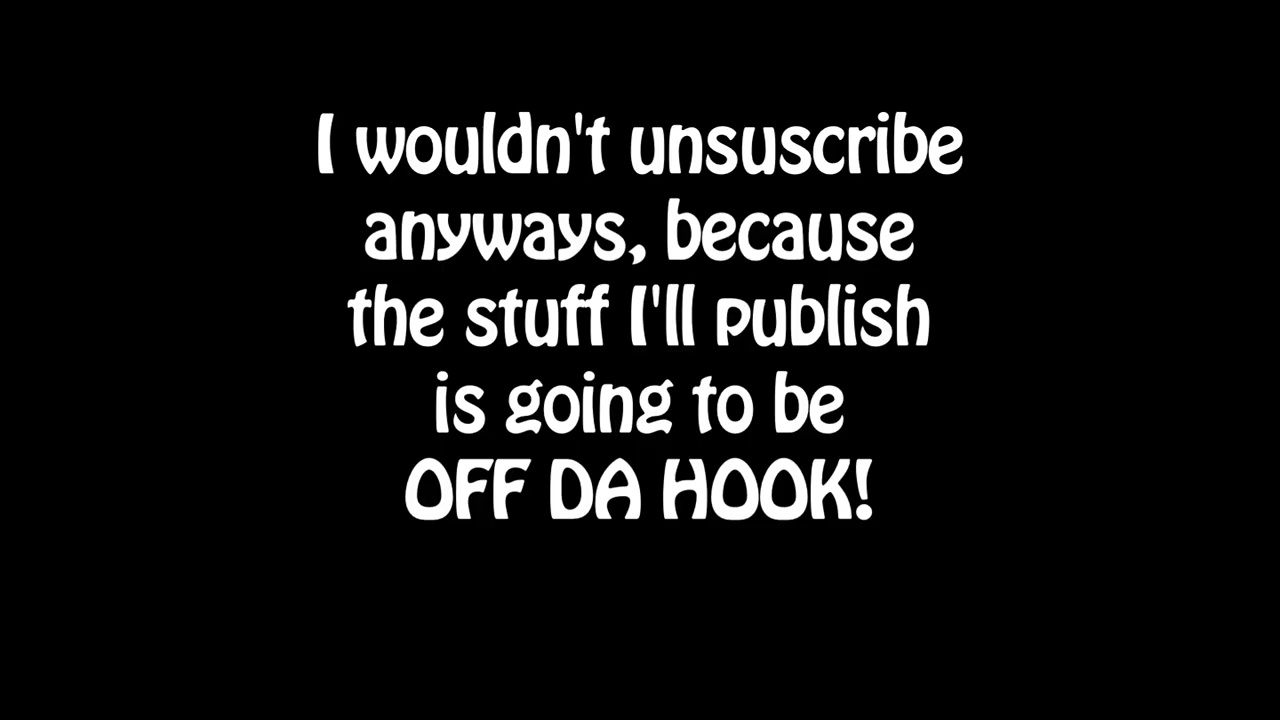 I wouldn't unsuscribe
anyways, because
the stuff I'll publish
is going to be
OFF DA HOOK!